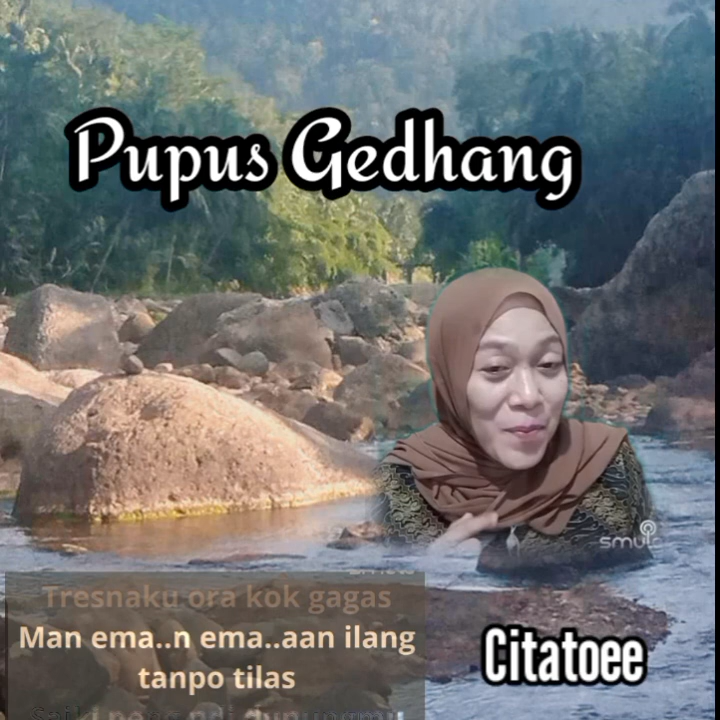 Pupus Gedhang
smule
Tresnaku ora kok gagas
Man ema..n ema..aan ilang
tanpo tilas
Citatoee